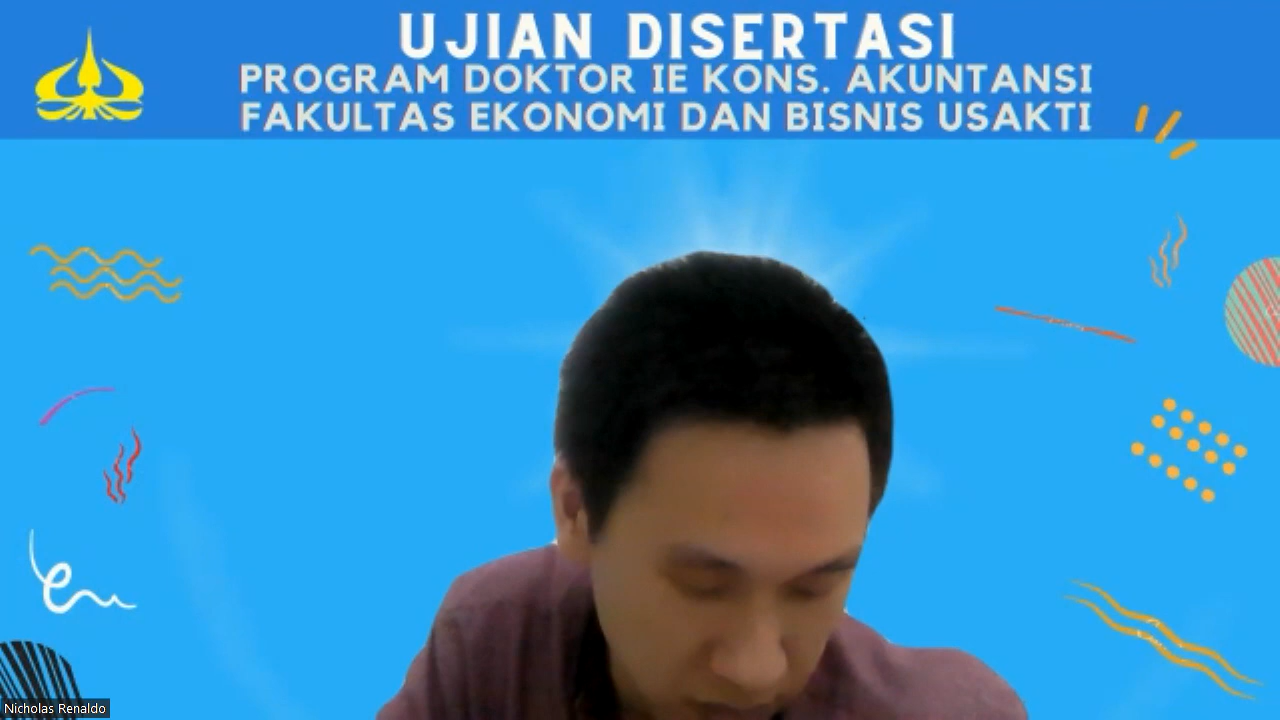 UJIAN DISERTASI
PROGRAM DOKTOR IE KONS. AKUNTANSI
FAKULTAS EKONOMI DAN BISNIS USAKTI
Nicholas Renaldo